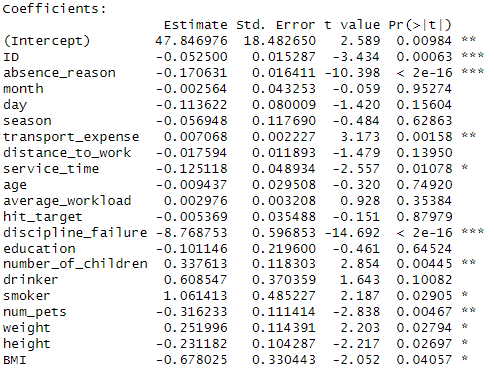 Coefficients:
Estimate Std. Error t value Pr(>|t|)
(Intercept) 47.846976 18.482650 2.589 0.00984 **
ID -0.052500 0.015287 -3.434 0.00063 ***
absence_reason -0.170631 0.016411 -10.398 < 2e-16 ***
month -0.002564 0.043253 -0.059 0.95274
day -0.113622 0.080009 -1.420 0.15604
season -0.056948 0.117690 -0.484 0.62863
transport_expense 0.007068 0.002227 3.173 0.00158 **
distance_to_work -0.017594 0.011893 -1.479 0.13950
service_time -0.125118 0.048934 -2.557 0.01078 *
age -0.009437 0.029508 -0.320 0.74920
average_workload 0.002976 0.003208 0.928 0.35384
hit_target -0.005369 0.035488 -0.151 0.87979
discipline_failure -8.768753 0.596853 -14.692 < 2e-16 ***
education -0.101146 0.219600 -0.461 0.64524
number_of_children 0.337613 0.118303 2.854 0.00445 **
drinker 0.608547 0.370359 1.643 0.10082
smoker 1.061413 0.485227 2.187 0.02905 *
num_pets -0.316233 0.111414 -2.838 0.00467 **
weight 0.251996 0.114391 2.203 0.02794 *
height -0.231182 0.104287 -2.217 0.02697 *
BMI -0.678025 0.330443 -2.052 0.04057 *